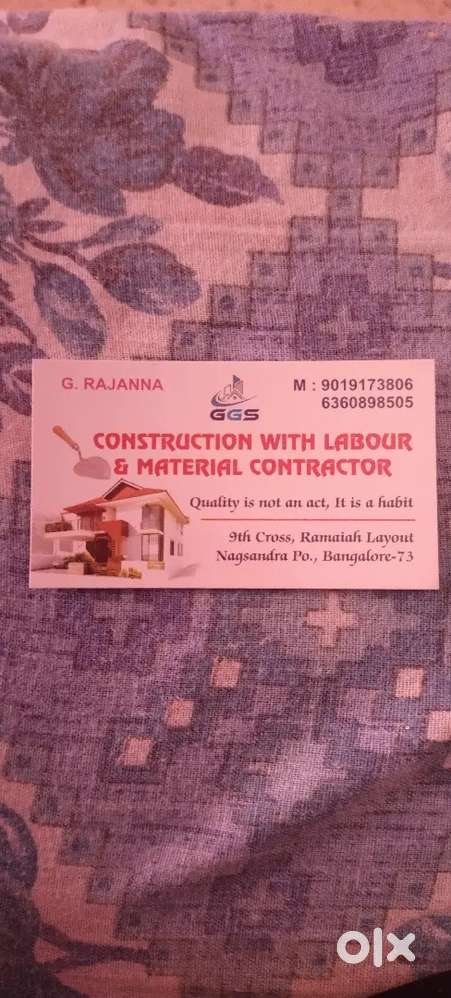 G. RAJANNA
M : 9019173806
6360898505
GGS
CONSTRUCTION WITH LABOUR
& MATERIAL CONTRACTOR
Quality is not an act, It is a habit
9th Cross, Ramaiah Layout
Nagsandra Po., Bangalore-73
olx